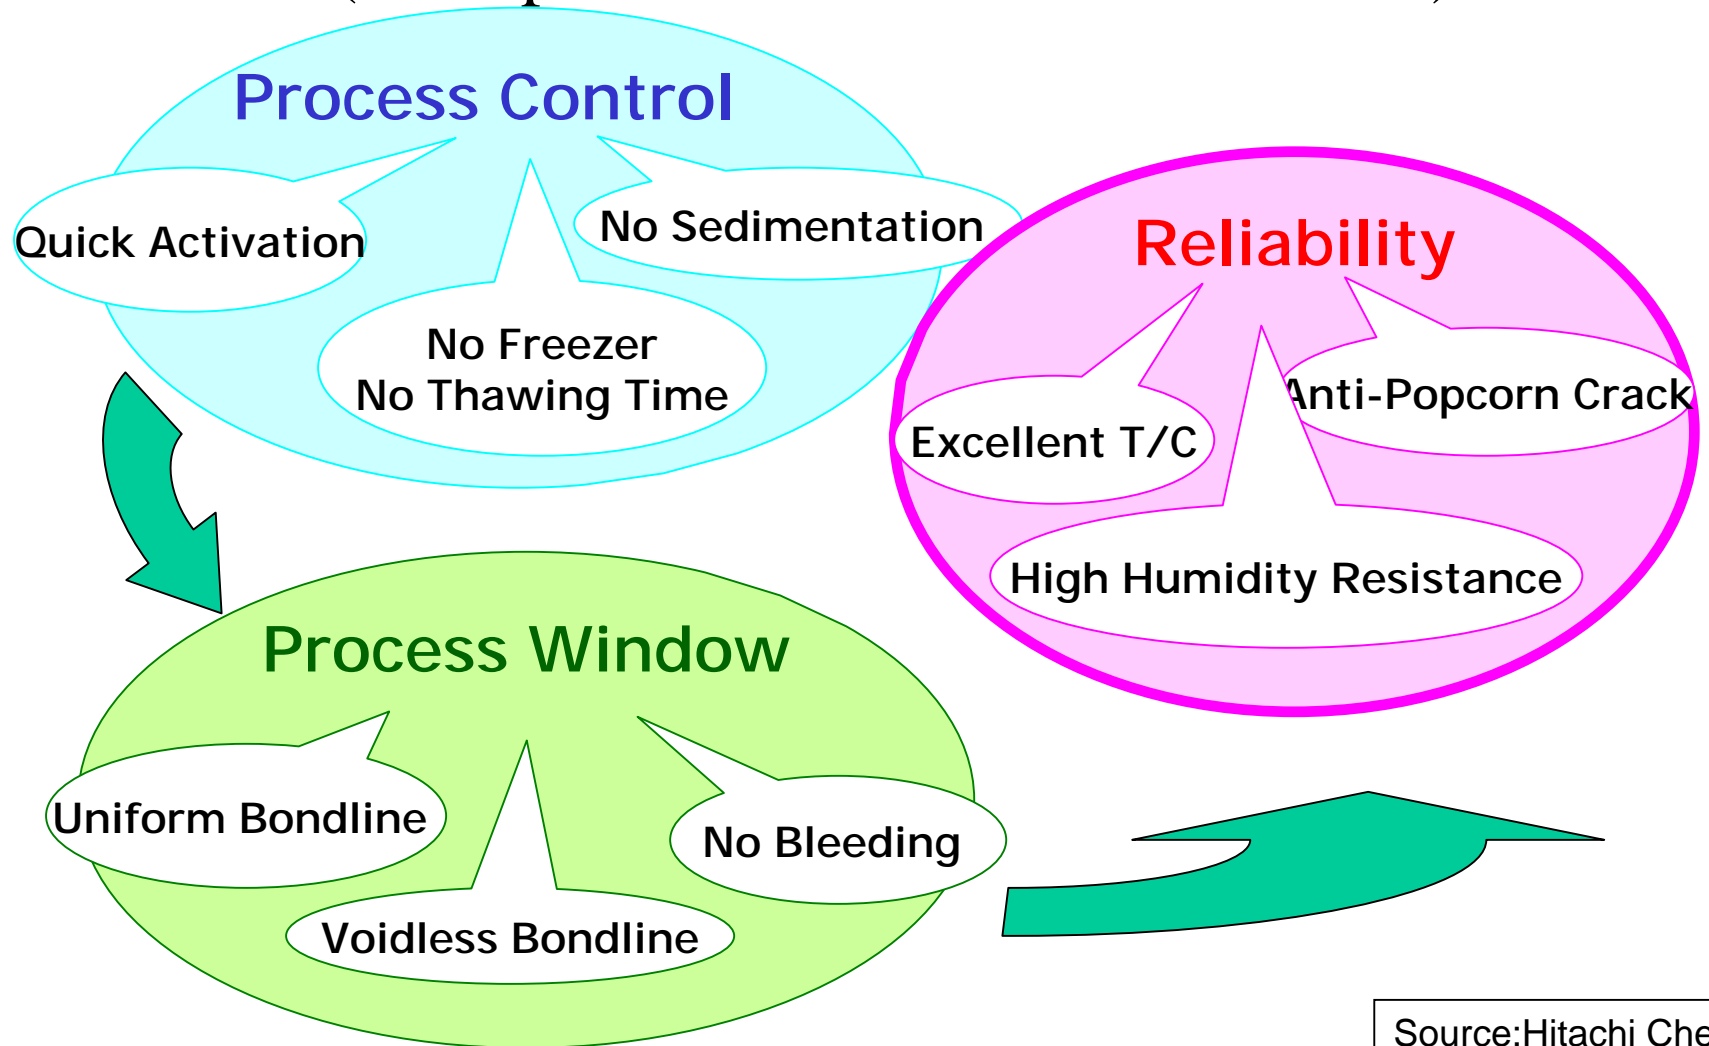 Process Control
Quick Activation
No Sedimentation
No Freezer
No Thawing Time
Reliability
Excellent T/C
Anti-Popcorn Crack
High Humidity Resistance
Process Window
Uniform Bondline
No Bleeding
Voidless Bondline
Source;Hitachi Che